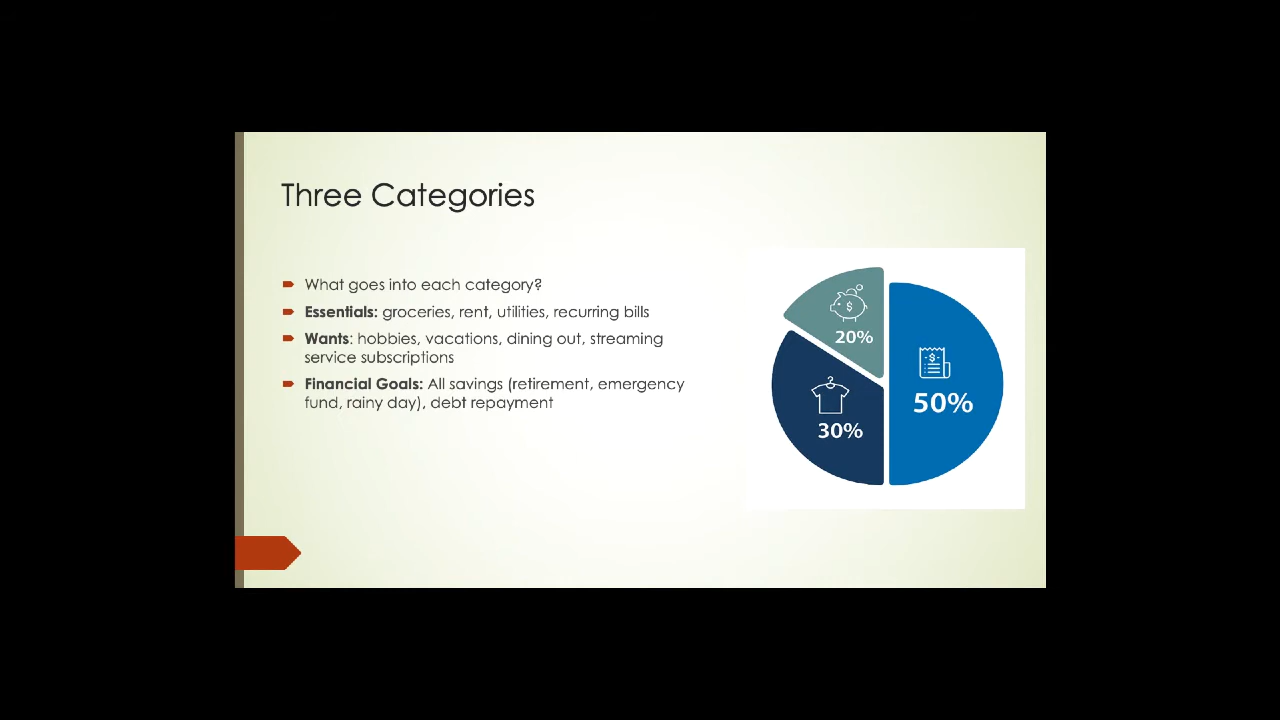 Three Categories
What goes into each category?
Essentials: groceries, rent, utilities, recurring bills
Wants: hobbies, vacations, dining out, streaming
service subscriptions
Financial Goals: All savings (retirement, emergency
fund, rainy day), debt repayment
$
20%
$
50%
30%